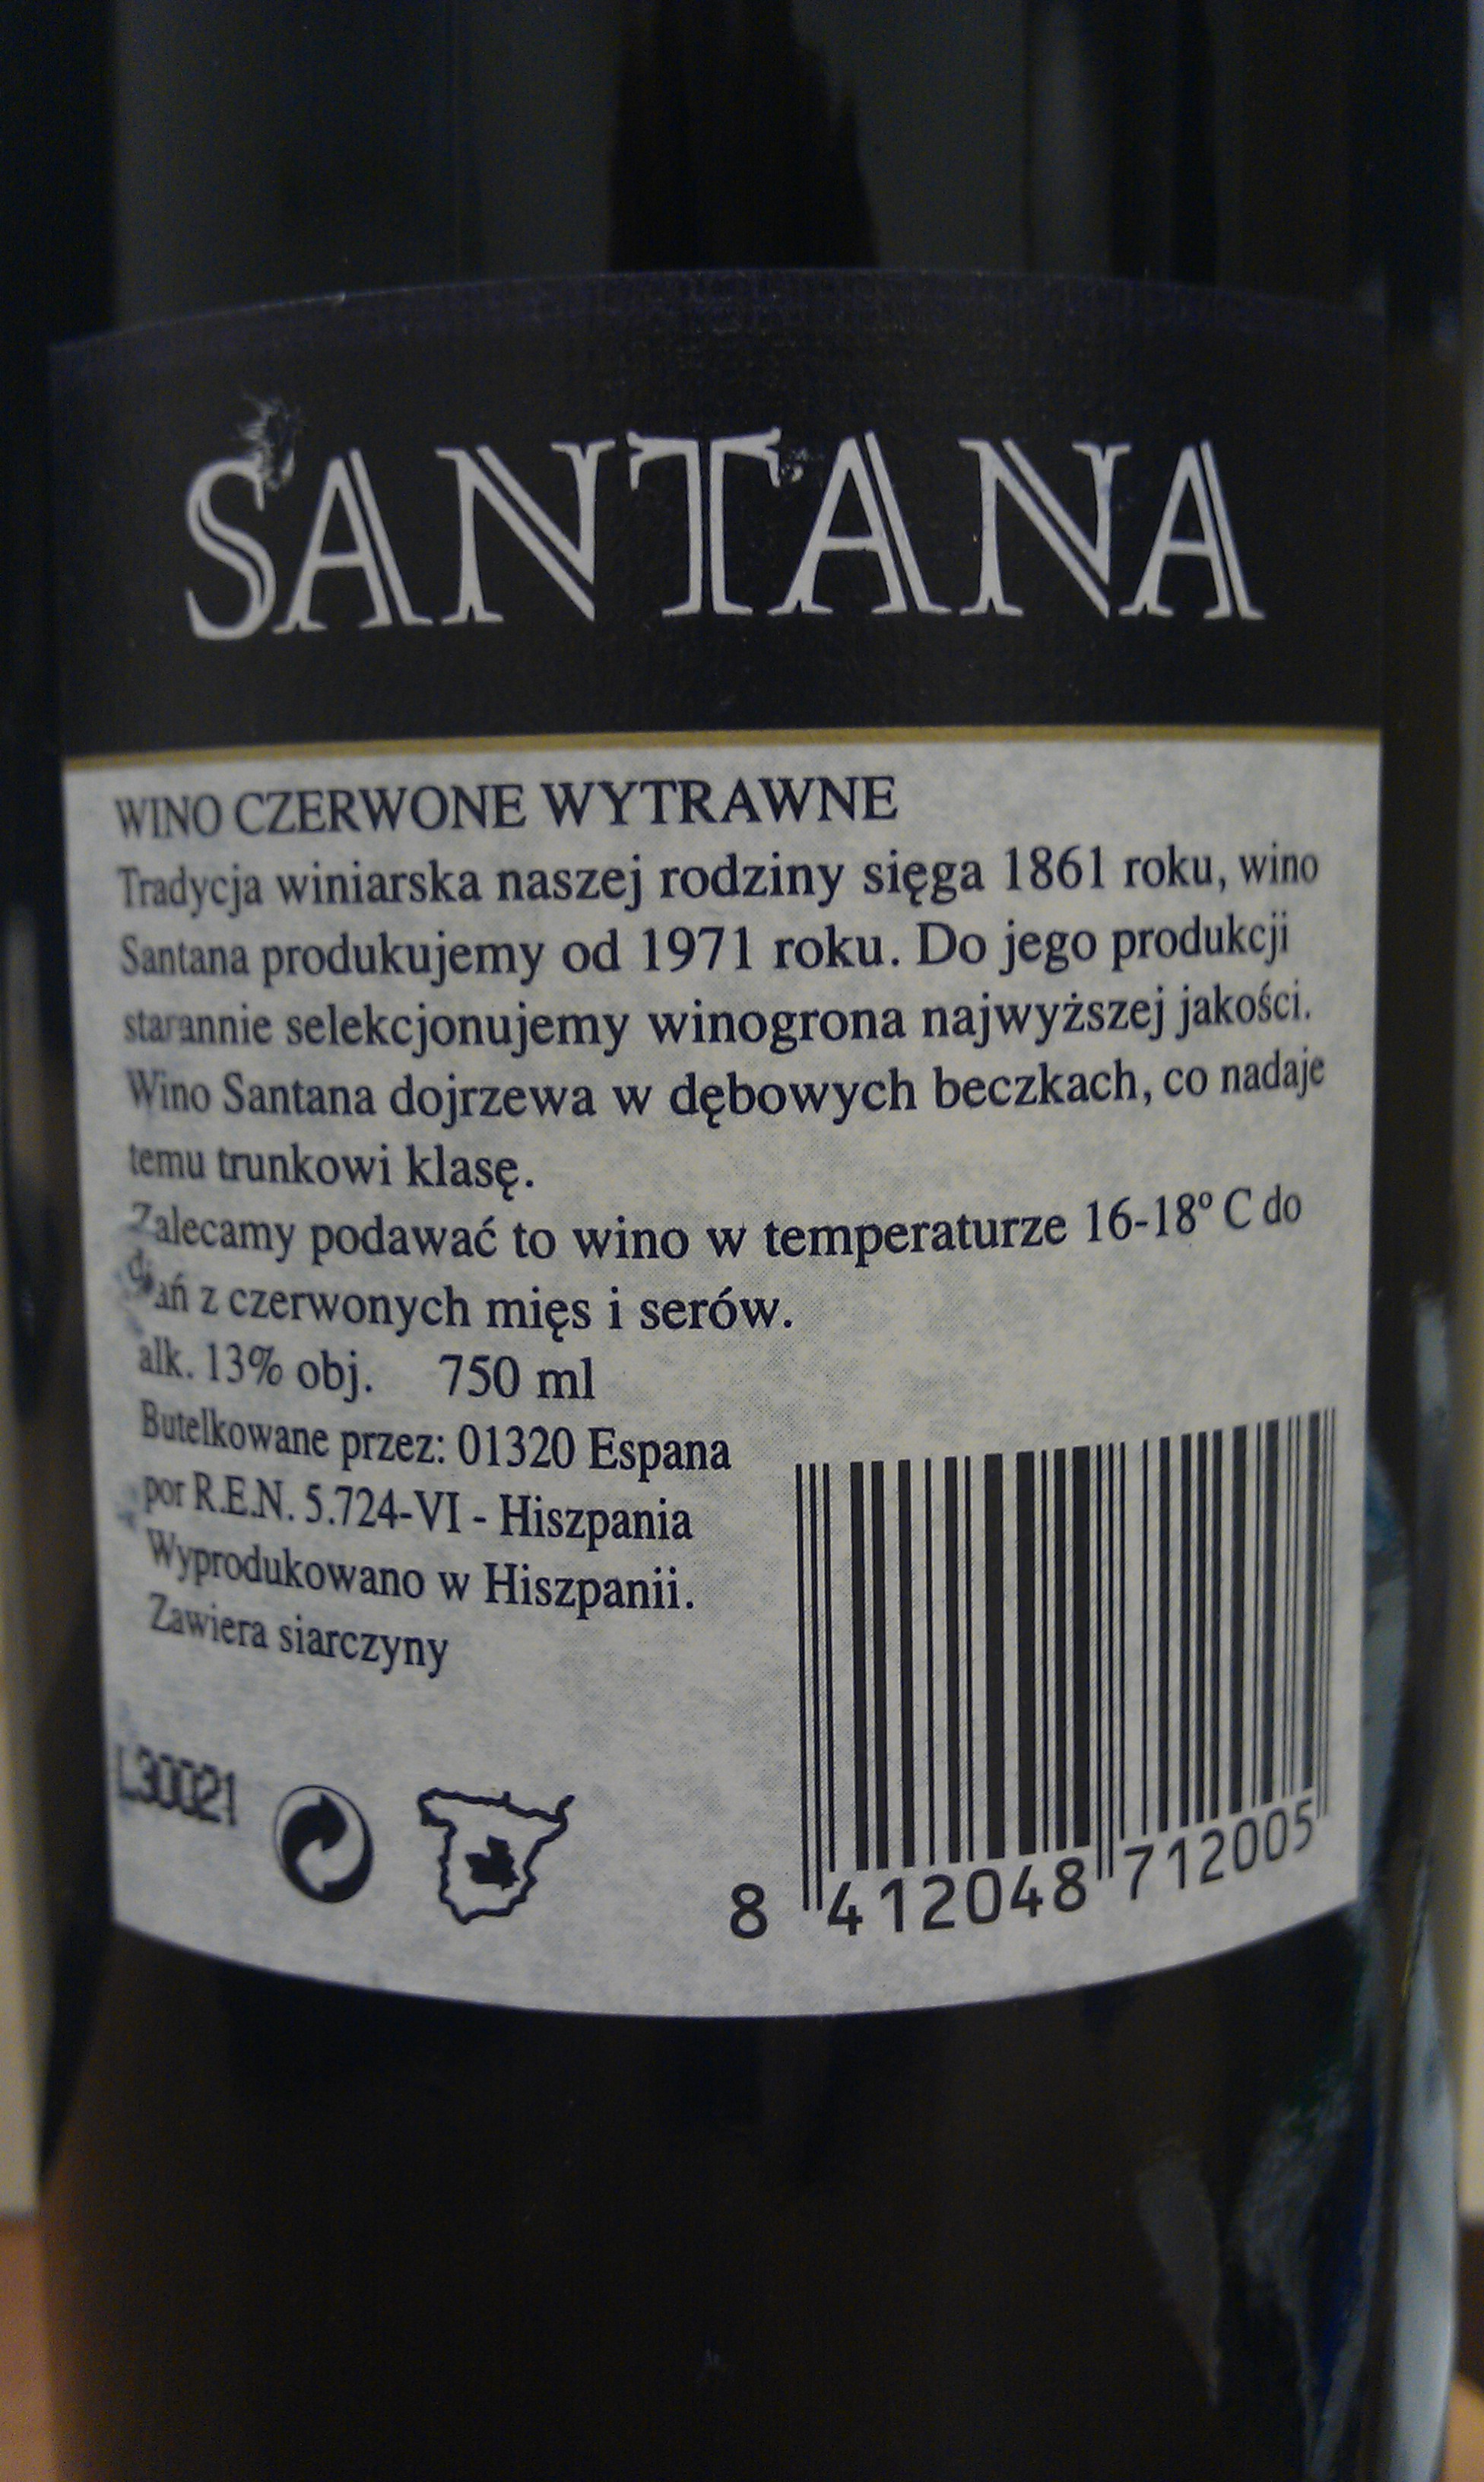 SANTANA
WINO CZERWONE WYTRAWNE
Tradycja winiarska naszej rodziny sięga 1861 roku, wino
Santana produkujemy od 1971 roku. Do jego produkcji
starannie selekcjonujemy winogrona najwyższej jakości.
Wino Santana dojrzewa w dębowych beczkach, co nadaje
temu trunkowi klasę.
Zalecamy podawać to wino w temperaturze 16-18º C do
dań z czerwonych mięs i serów.
alk. 13% obj. 750 ml
Butelkowane przez: 01320 Espana
por R.E.N. 5.724-VI - Hiszpania
Wyprodukowano w Hiszpanii.
Zawiera siarczyny
L30021
8 412048 712005